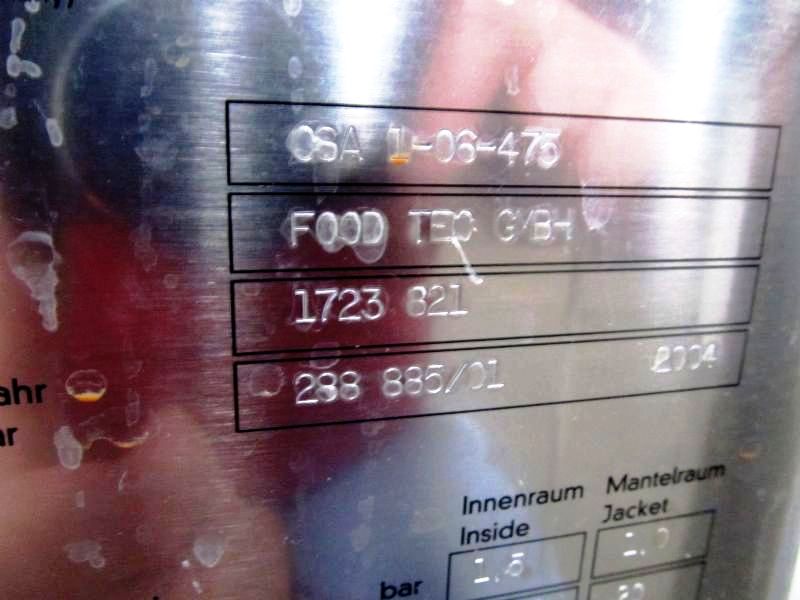 CSA 1-06-475
FOOD TEC GMBH
1723 821
ahr 288 885/01 2004
Innenraum Mantelraum
Inside Jacket
bar 1,5